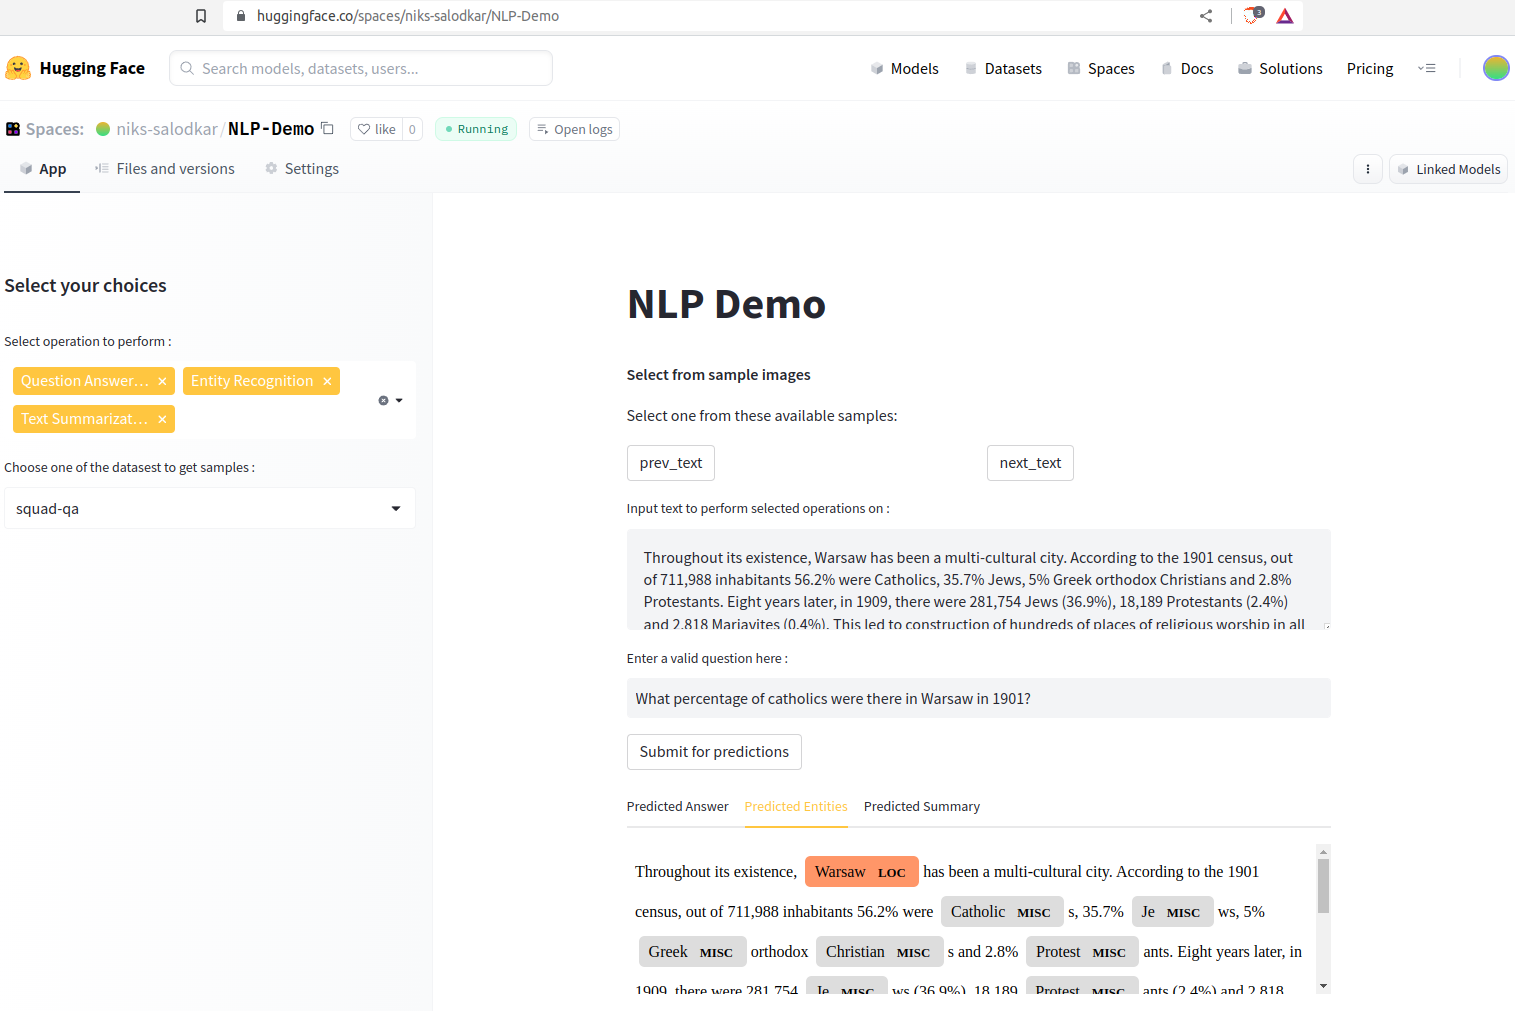 huggingface.co/spaces/niks-salodkar/NLP-Demo
3
Hugging Face
Search models, datasets, users...
Models
Datasets
Spaces
Docs
Solutions
Pricing
Spaces:
niks-salodkar/NLP-Demo
like
0
Running
Open logs
App
Files and versions
Settings
Linked Models
Select your choices
Select operation to perform :
Question Answer... ×
Entity Recognition ×
Text Summarizat... ×
Choose one of the datasest to get samples :
squad-qa
NLP Demo
Select from sample images
Select one from these available samples:
prev_text
next_text
Input text to perform selected operations on :
Throughout its existence, Warsaw has been a multi-cultural city. According to the 1901 census, out
of 711,988 inhabitants 56.2% were Catholics, 35.7% Jews, 5% Greek orthodox Christians and 2.8%
Protestants. Eight years later, in 1909, there were 281,754 Jews (36.9%), 18,189 Protestants (2.4%)
and 2,818 Mariavites (0.4%). This led to construction of hundreds of places of religious worship in all
Enter a valid question here :
What percentage of catholics were there in Warsaw in 1901?
Submit for predictions
Predicted Answer
Predicted Entities
Predicted Summary
Throughout its existence, Warsaw LOC has been a multi-cultural city. According to the 1901
census, out of 711,988 inhabitants 56.2% were Catholic MISC s, 35.7% Je MISC ws, 5%
Greek MISC orthodox Christian MISC s and 2.8% Protest MISC ants. Eight years later, in
1909, there were 281,754 Je MISC ws (36.9%), 18,189 Protest MISC ants (2.4%) and 2,818